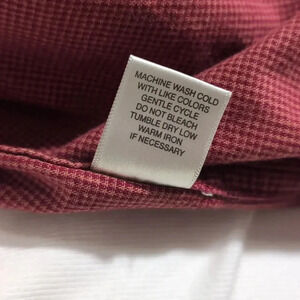 MACHINE WASH COLD
WITH LIKE COLORS
GENTLE CYCLE
DO NOT BLEACH
TUMBLE DRY LOW
WARM IRON
IF NECESSARY